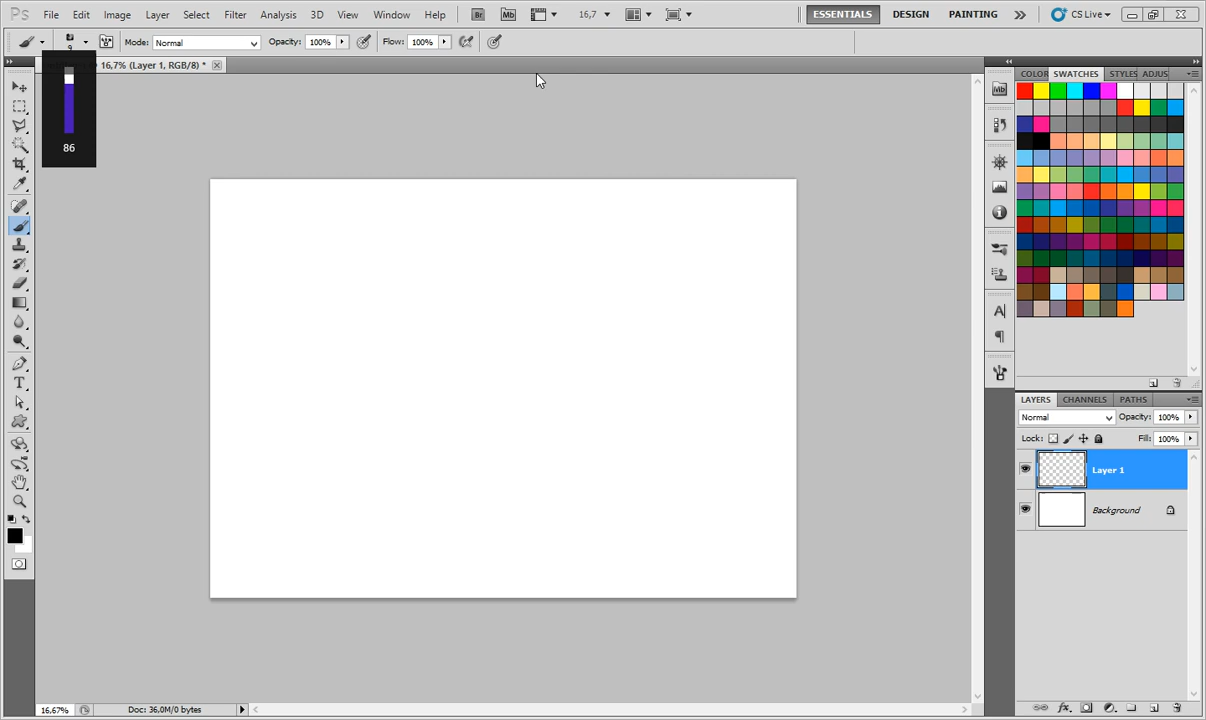 Ps File Edit Image Layer Select Filter Analysis 3D View Window Help Br Mb 16,7 ESSENTIALS DESIGN PAINTING CS Live
9 Mode: Normal Opacity: 100% Flow: 100%
16,7% (Layer 1, RGB/8) *
86
COLOR SWATCHES STYLES ADJUS
Mb
LAYERS CHANNELS PATHS
Normal Opacity: 100%
Lock: Fill: 100%
Layer 1
Background
16,67% Doc: 36,0M/0 bytes